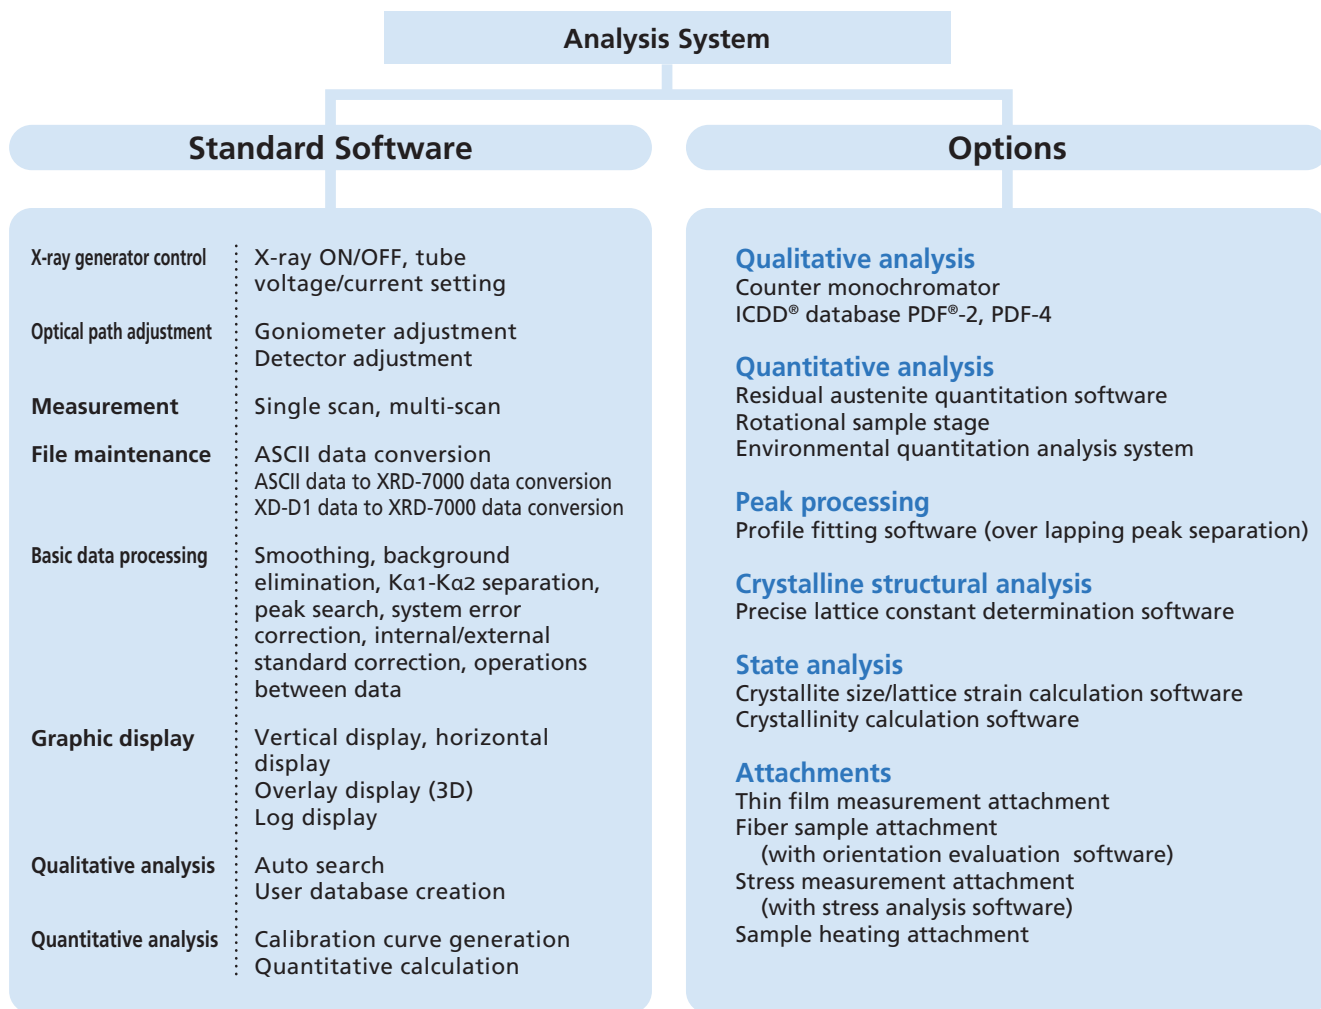 Analysis System
Standard Software
X-ray generator control
X-ray ON/OFF, tube
voltage/current setting
Optical path adjustment
Goniometer adjustment
Detector adjustment
Measurement
Single scan, multi-scan
File maintenance
ASCII data conversion
ASCII data to XRD-7000 data conversion
XD-D1 data to XRD-7000 data conversion
Basic data processing
Smoothing, background
elimination, Kα1-Kα2 separation,
peak search, system error
correction, internal/external
standard correction, operations
between data
Graphic display
Vertical display, horizontal
display
Overlay display (3D)
Log display
Qualitative analysis
Auto search
User database creation
Quantitative analysis
Calibration curve generation
Quantitative calculation
Options
Qualitative analysis
Counter monochromator
ICDD® database PDF®-2, PDF-4
Quantitative analysis
Residual austenite quantitation software
Rotational sample stage
Environmental quantitation analysis system
Peak processing
Profile fitting software (over lapping peak separation)
Crystalline structural analysis
Precise lattice constant determination software
State analysis
Crystallite size/lattice strain calculation software
Crystallinity calculation software
Attachments
Thin film measurement attachment
Fiber sample attachment
(with orientation evaluation software)
Stress measurement attachment
(with stress analysis software)
Sample heating attachment